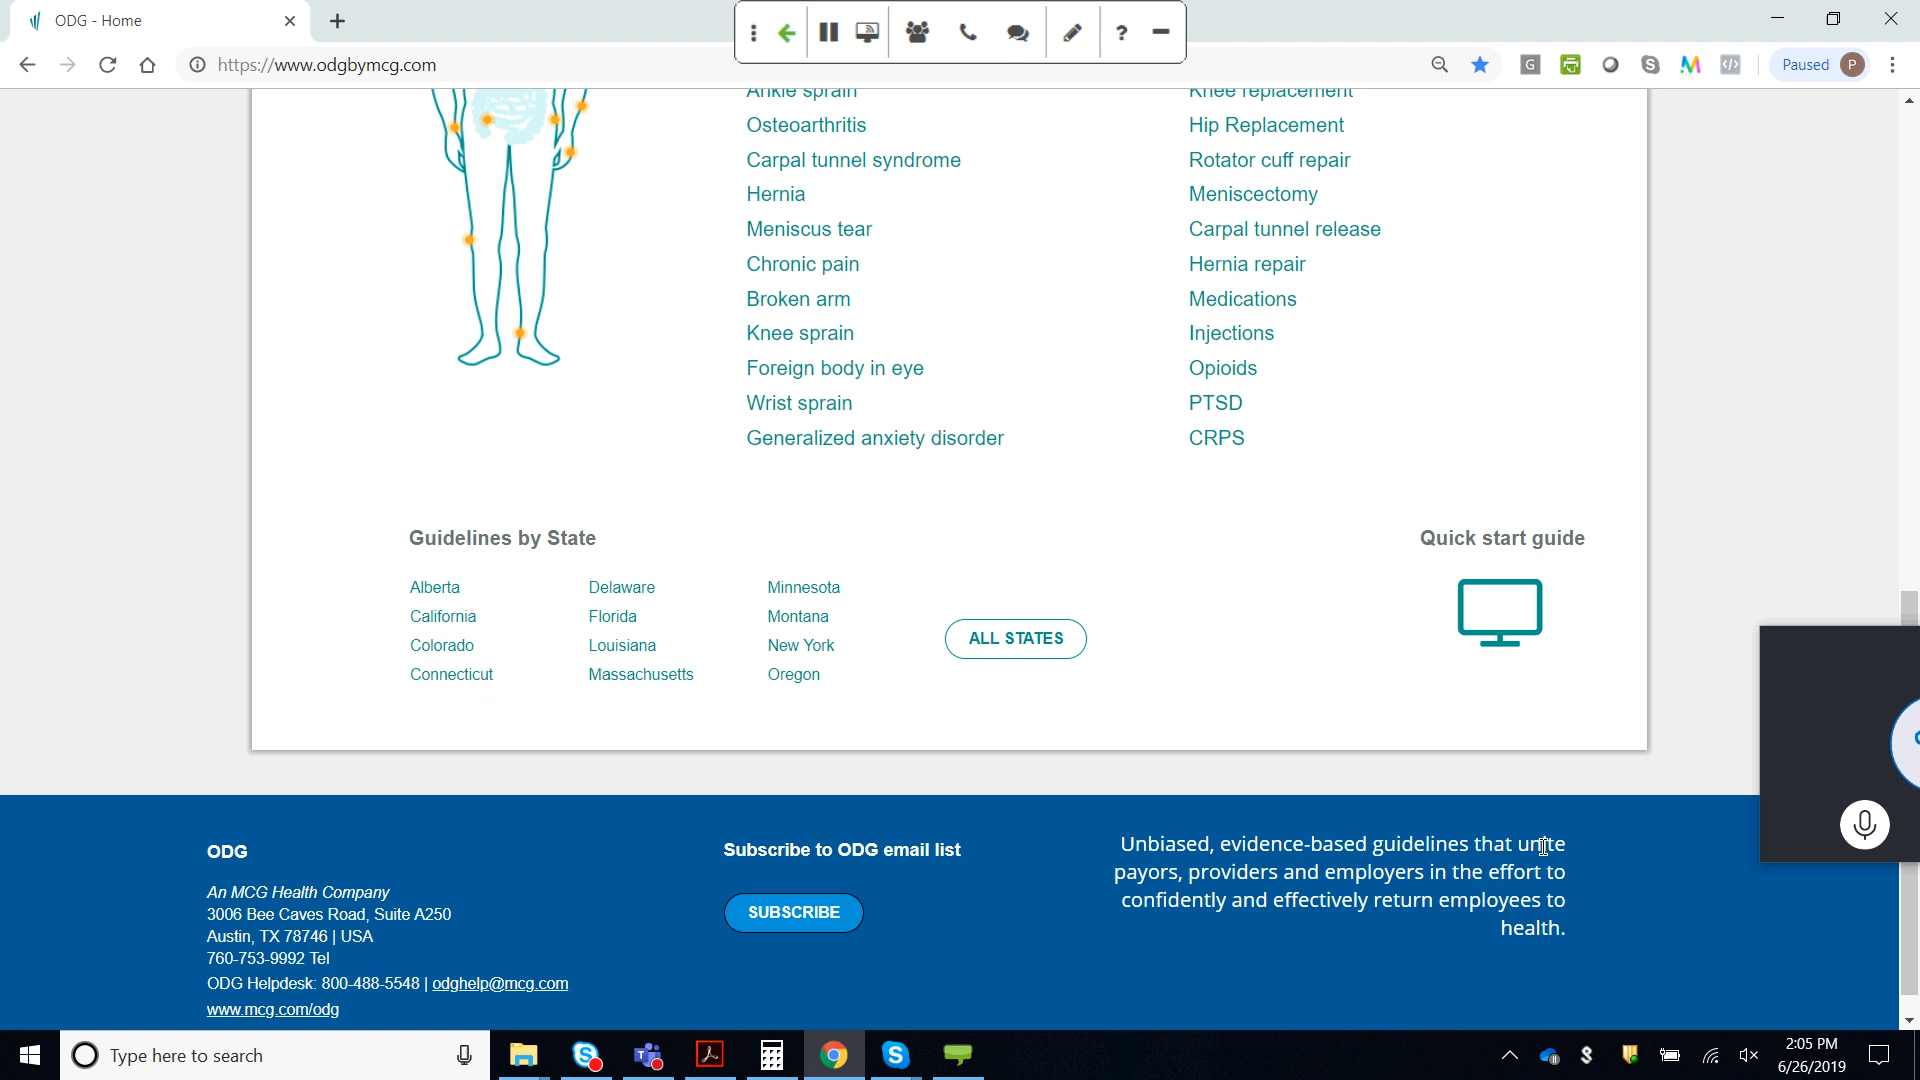 ODG - Home
https://www.odgbymcg.com
Paused P
Ankle sprain
Osteoarthritis
Carpal tunnel syndrome
Hernia
Meniscus tear
Chronic pain
Broken arm
Knee sprain
Foreign body in eye
Wrist sprain
Generalized anxiety disorder
Knee replacement
Hip Replacement
Rotator cuff repair
Meniscectomy
Carpal tunnel release
Hernia repair
Medications
Injections
Opioids
PTSD
CRPS
Guidelines by State
Alberta
California
Colorado
Connecticut
Delaware
Florida
Louisiana
Massachusetts
Minnesota
Montana
New York
Oregon
ALL STATES
Quick start guide
ODG
An MCG Health Company
3006 Bee Caves Road, Suite A250
Austin, TX 78746 | USA
760-753-9992 Tel
ODG Helpdesk: 800-488-5548 | odghelp@mcg.com
www.mcg.com/odg
Subscribe to ODG email list
SUBSCRIBE
Unbiased, evidence-based guidelines that unite
payors, providers and employers in the effort to
confidently and effectively return employees to
health.
Type here to search
2:05 PM
6/26/2019